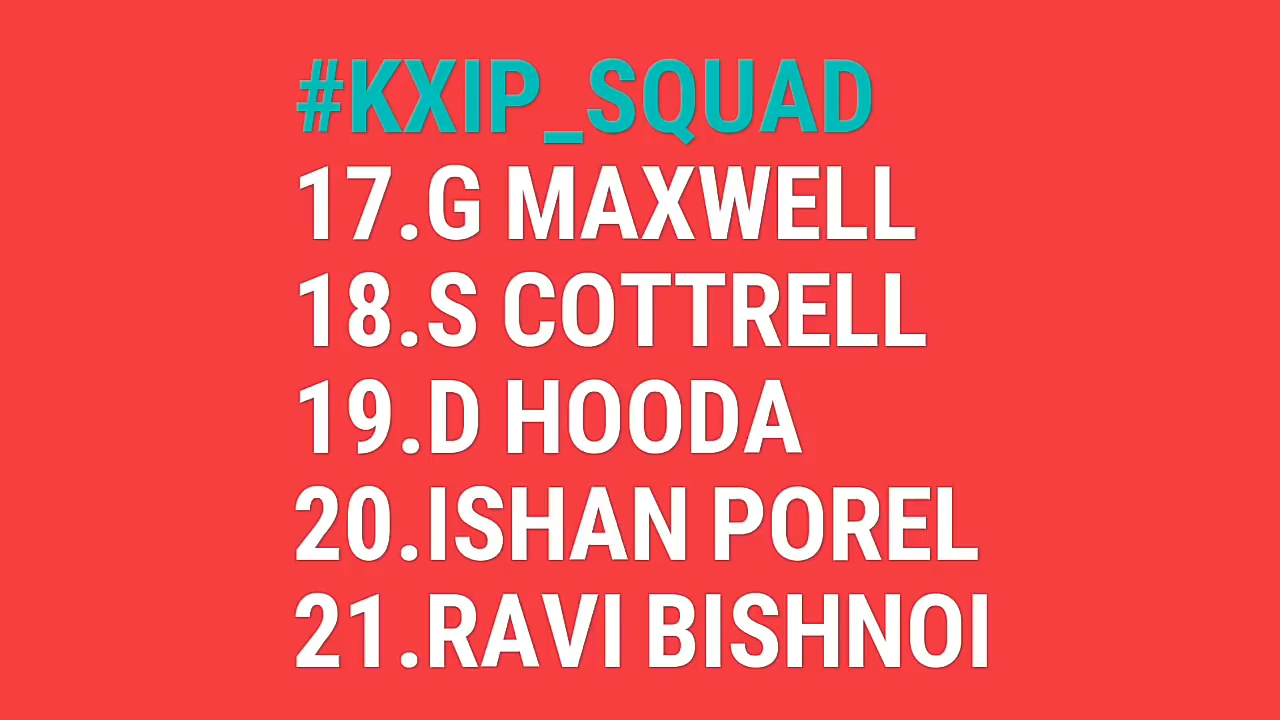 #KXIP_SQUAD
17.G MAXWELL
18.S COTTRELL
19.D HOODA
20.ISHAN POREL
21.RAVI BISHNOI